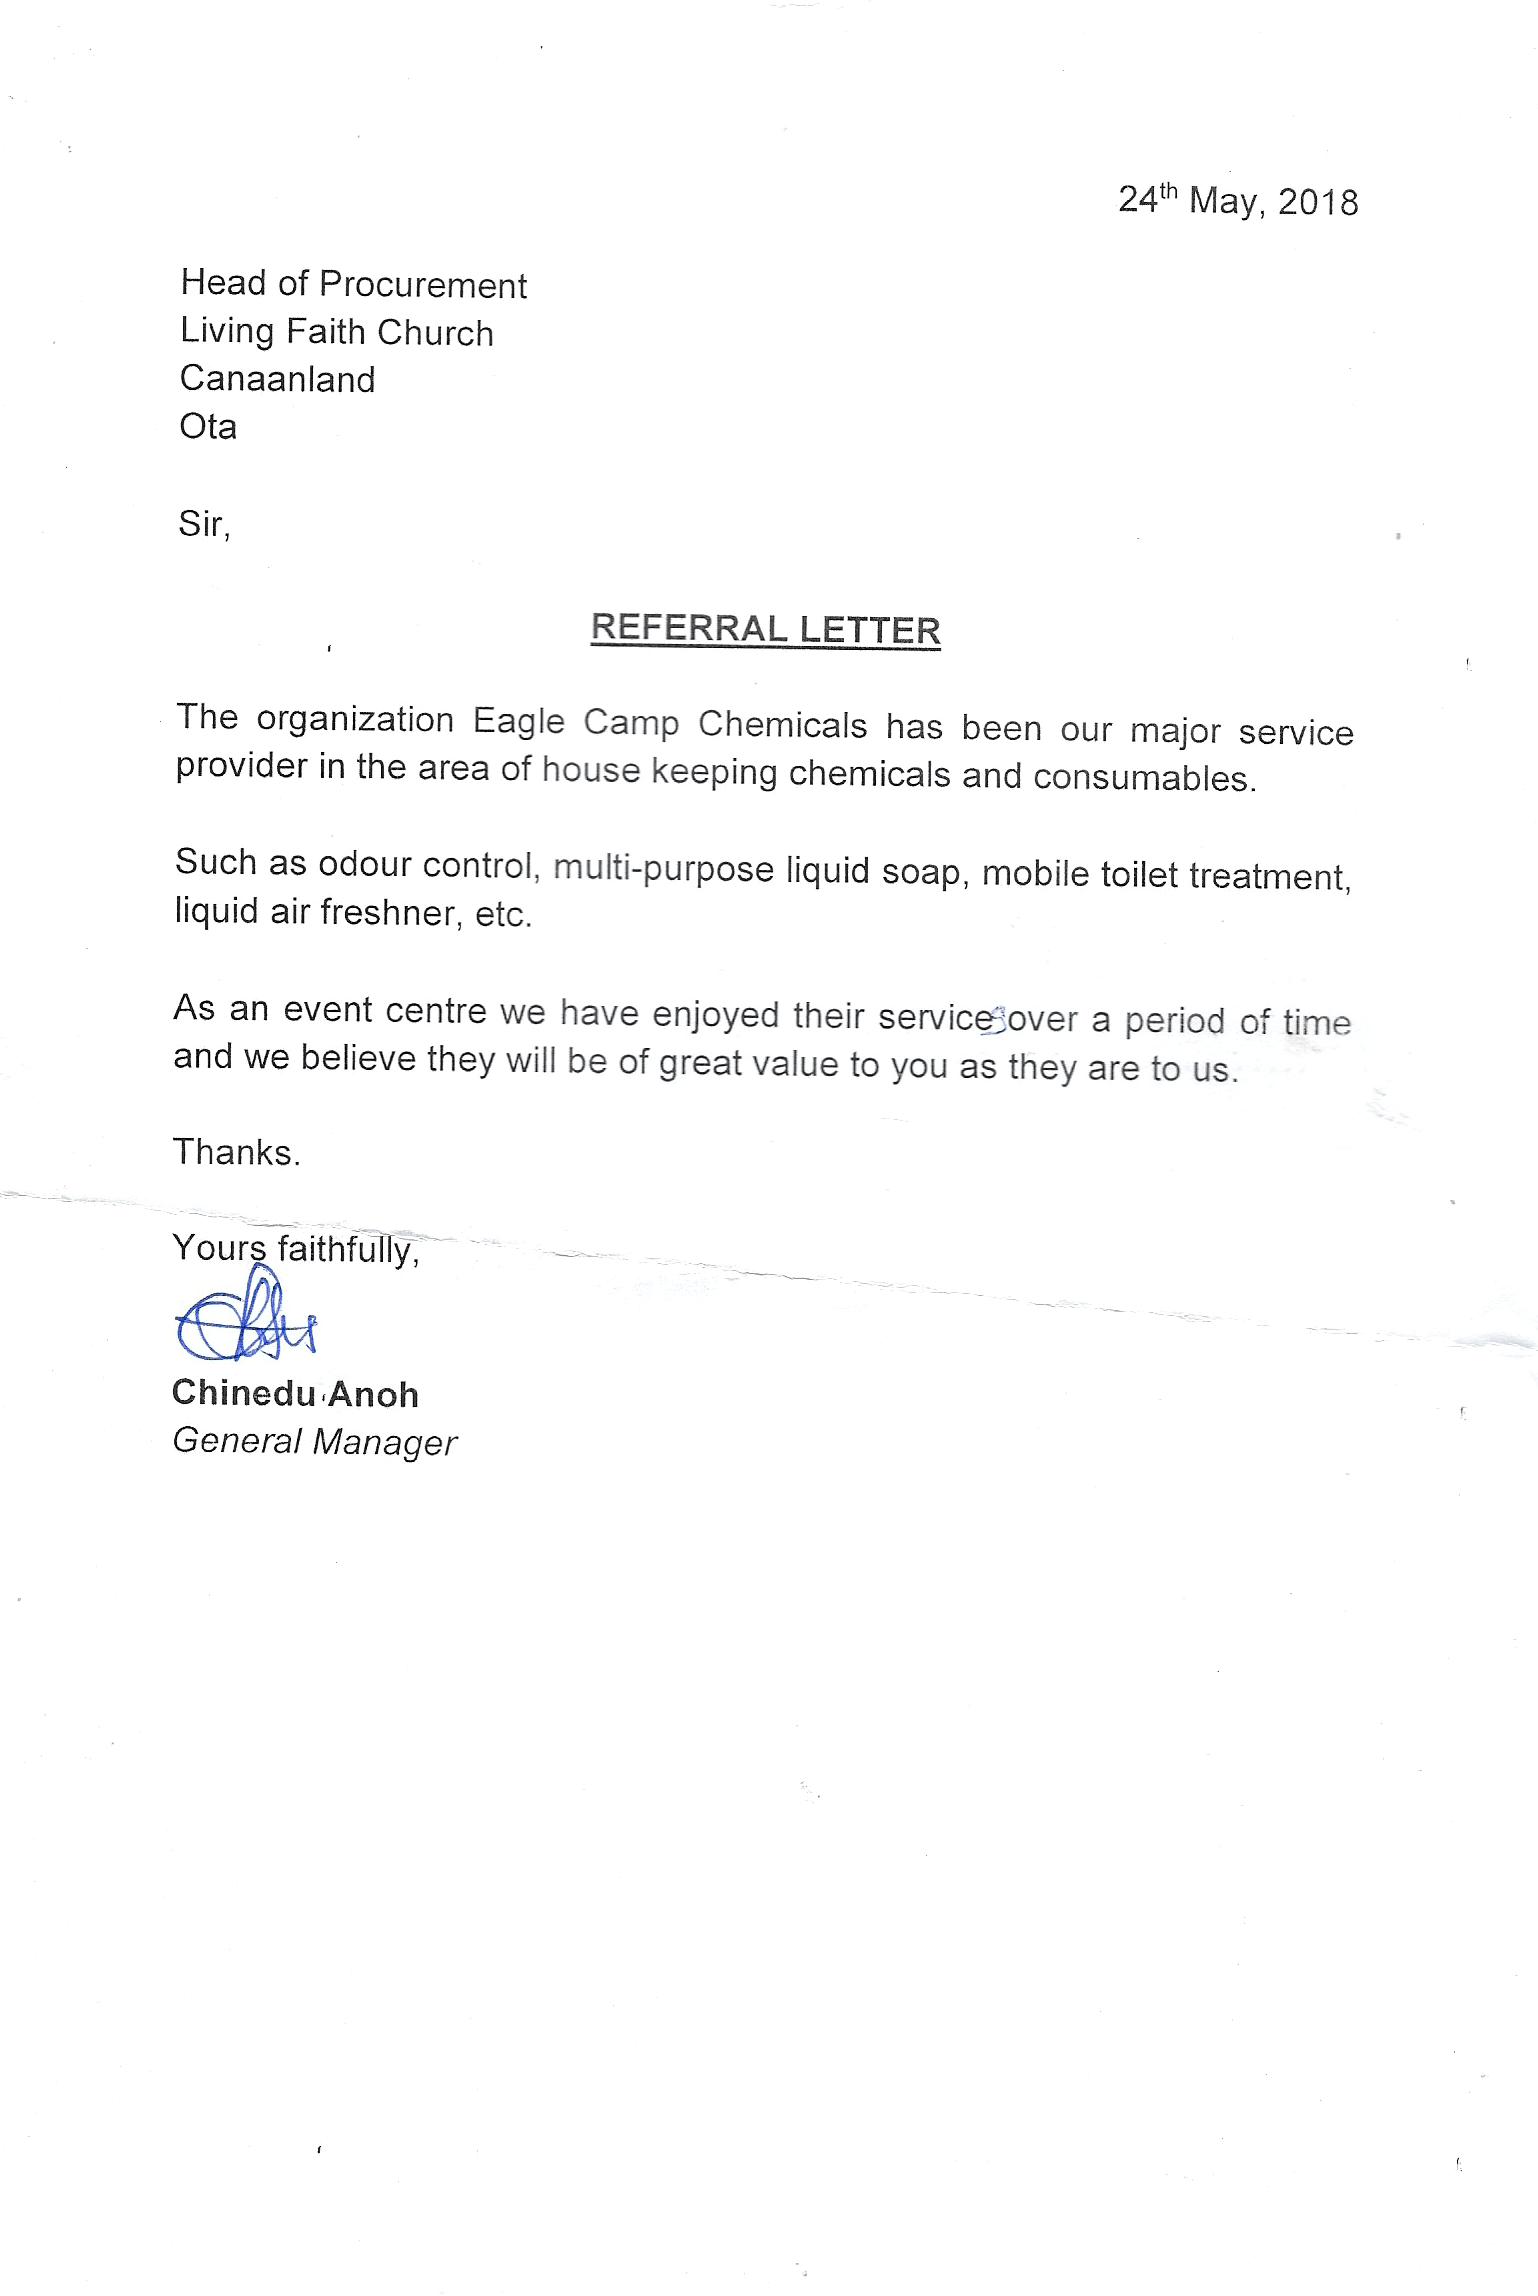 24th May, 2018
Head of Procurement
Living Faith Church
Canaanland
Ota
Sir,
REFERRAL LETTER
The organization Eagle Camp Chemicals has been our major service
provider in the area of house keeping chemicals and consumables.
Such as odour control, multi-purpose liquid soap, mobile toilet treatment,
liquid air freshner, etc.
As an event centre we have enjoyed their services over a period of time
and we believe they will be of great value to you as they are to us.
Thanks.
Yours faithfully,
Chinedu Anoh
General Manager